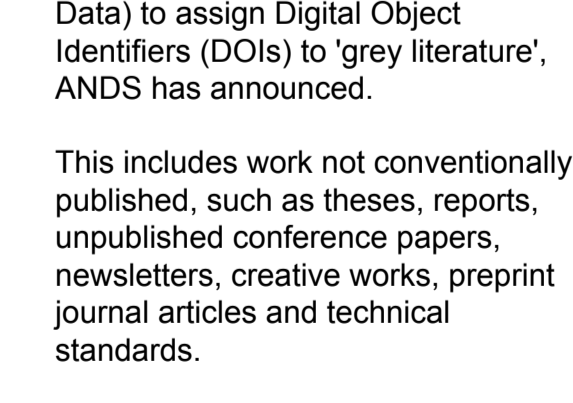 Data) to assign Digital Object
Identifiers (DOIs) to 'grey literature',
ANDS has announced.
This includes work not conventionally
published, such as theses, reports,
unpublished conference papers,
newsletters, creative works, preprint
journal articles and technical
standards.